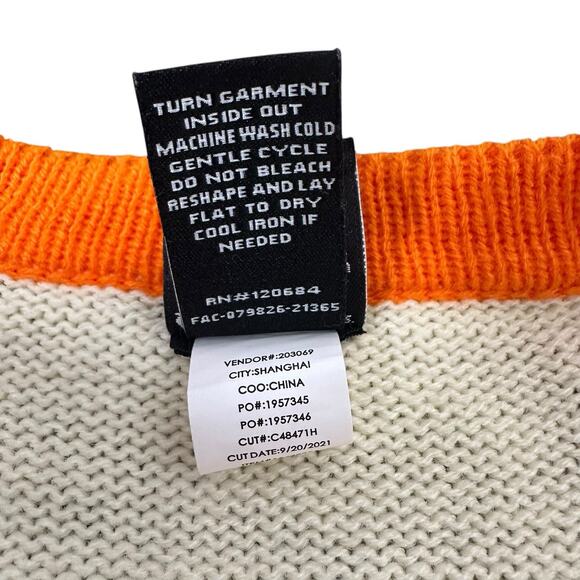 TURN GARMENT
INSIDE OUT
MACHINE WASH COLD
GENTLE CYCLE
DO NOT BLEACH
RESHAPE AND LAY
FLAT TO DRY
COOL IRON IF
NEEDED
RN#120684
FAC-079826-21365
VENDOR#:203069
CITY:SHANGHAI
COO:CHINA
PO#:1957345
PO#:1957346
CUT#:C48471H
CUT DATE:9/20/2021